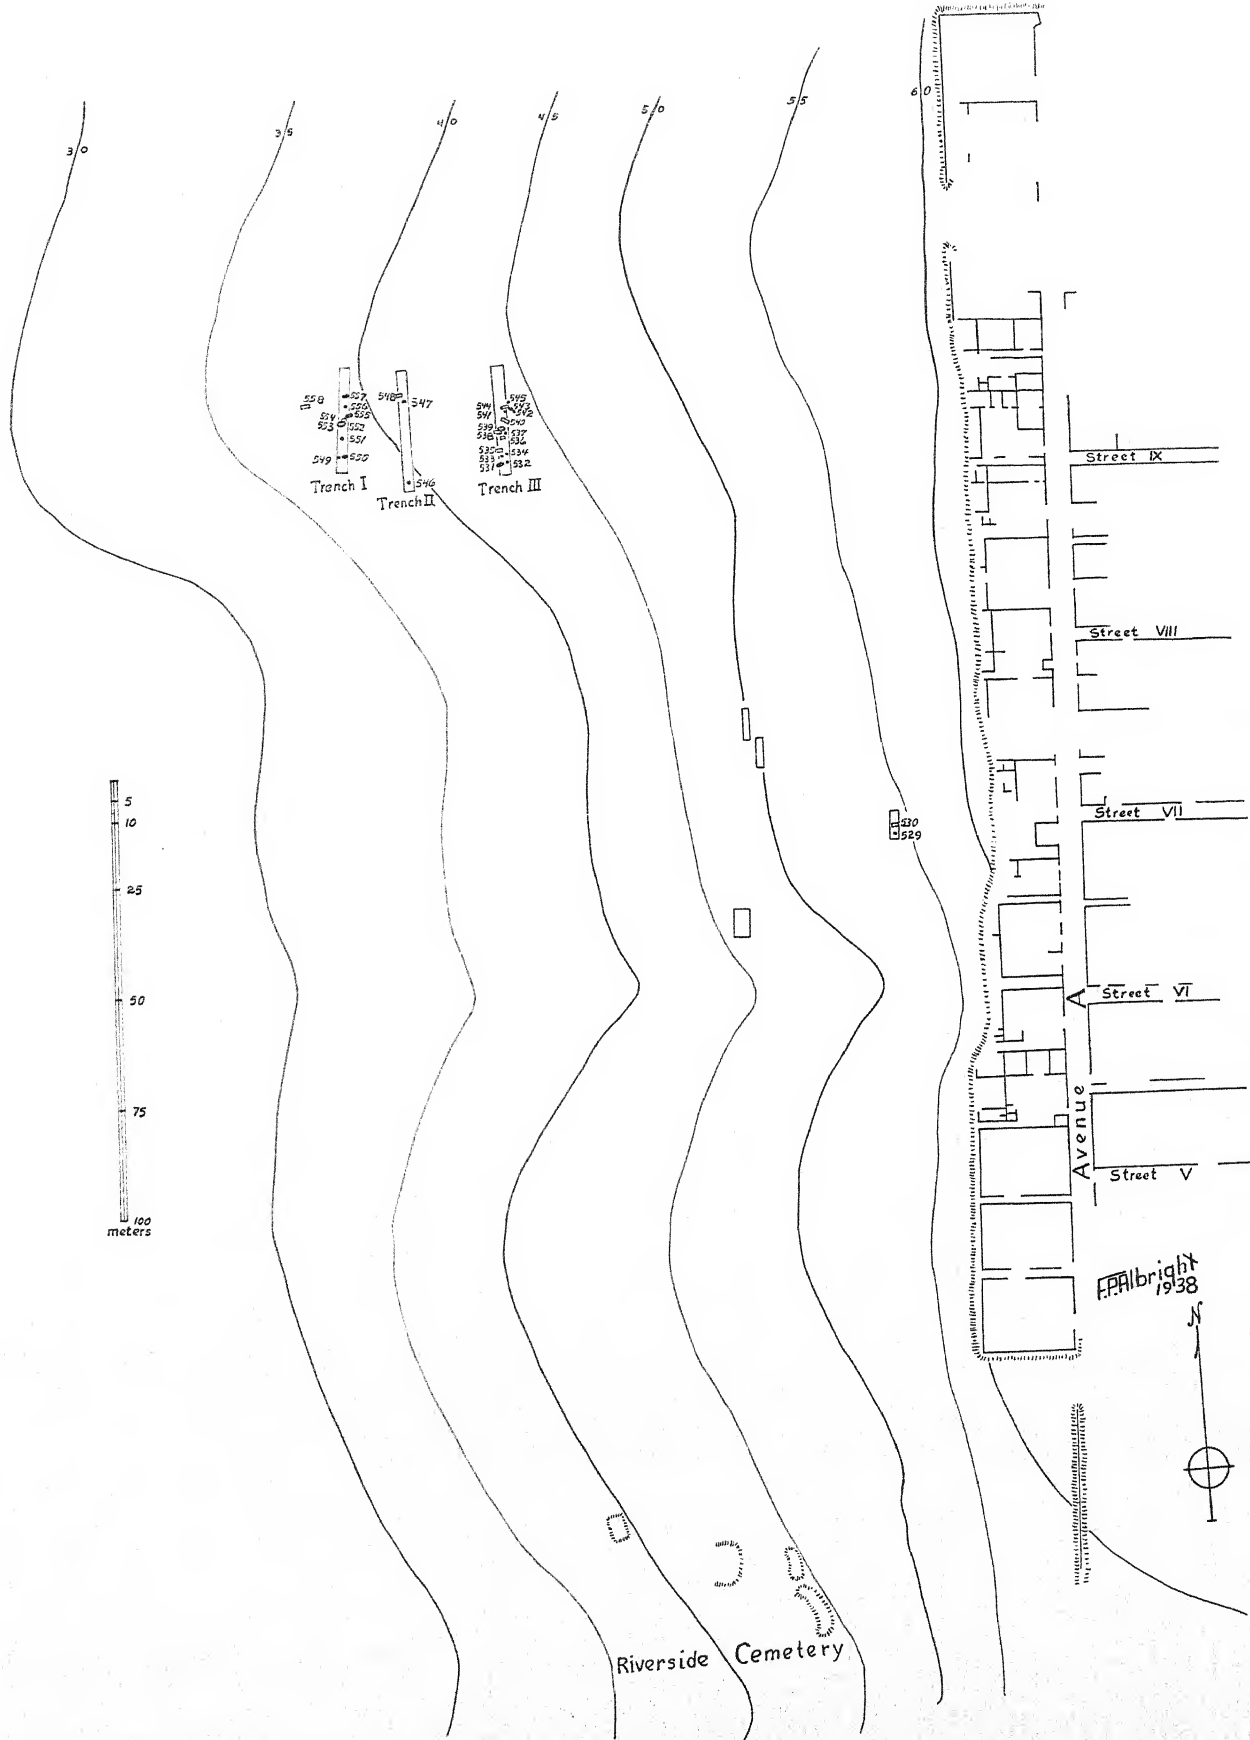 30
35
40
45
50
55
60
558
557
556
554 555
553 552
551
549 550
Trench I
548 547
546
Trench II
545
544 543
542
541
540
539 537
538 536
535 534
533
531 532
Trench III
Street IX
Street VIII
530
529
Street VII
Street VI
Avenue A
Street V
5
10
25
50
75
100
meters
F.P.Albright
1938
N
Riverside Cemetery